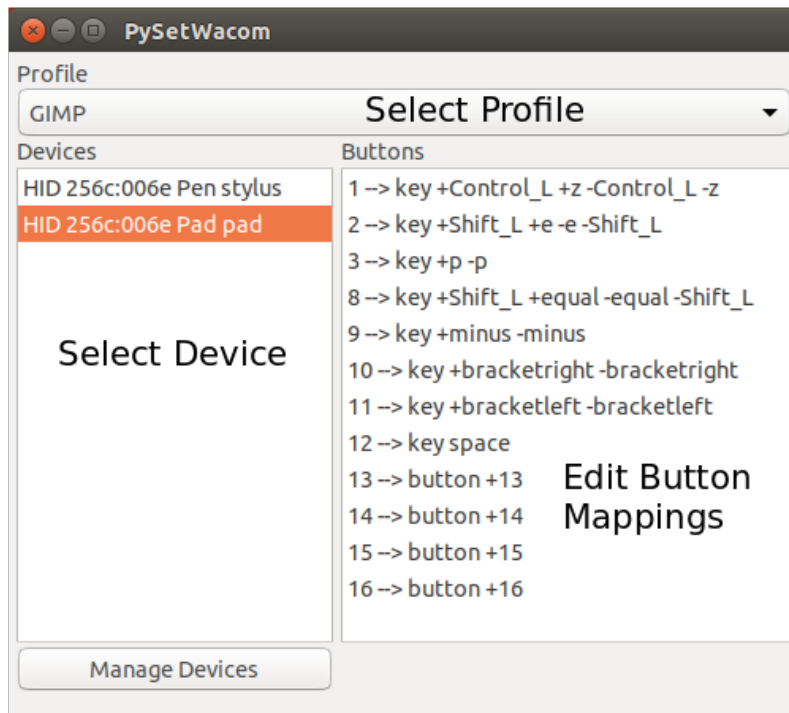 PySetWacom
Profile
GIMP
Select Profile
Devices
HID 256c:006e Pen stylus
HID 256c:006e Pad pad
Select Device
Buttons
1 --> key +Control_L +z -Control_L -z
2 --> key +Shift_L +e -e -Shift_L
3 --> key +p -p
8 --> key +Shift_L +equal -equal -Shift_L
9 --> key +minus -minus
10 --> key +bracketright -bracketright
11 --> key +bracketleft -bracketleft
12 --> key space
13 --> button +13
14 --> button +14
15 --> button +15
16 --> button +16
Edit Button
Mappings
Manage Devices